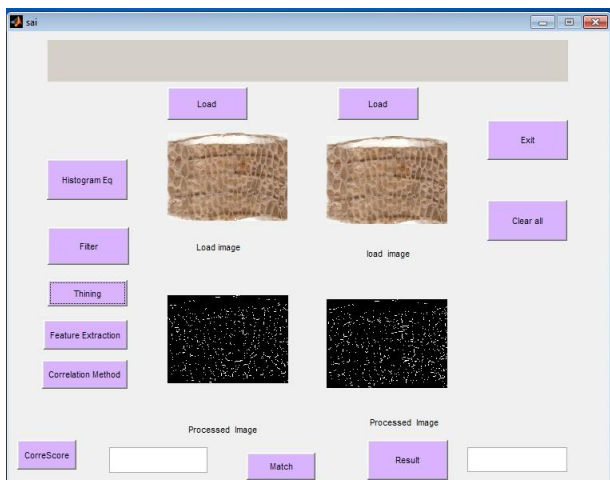 sai
Load
Load
Exit
Histogram Eq
Clear all
Filter
Load image
load image
Thining
Feature Extraction
Correlation Method
Processed Image
Processed Image
CorreScore
Match
Result